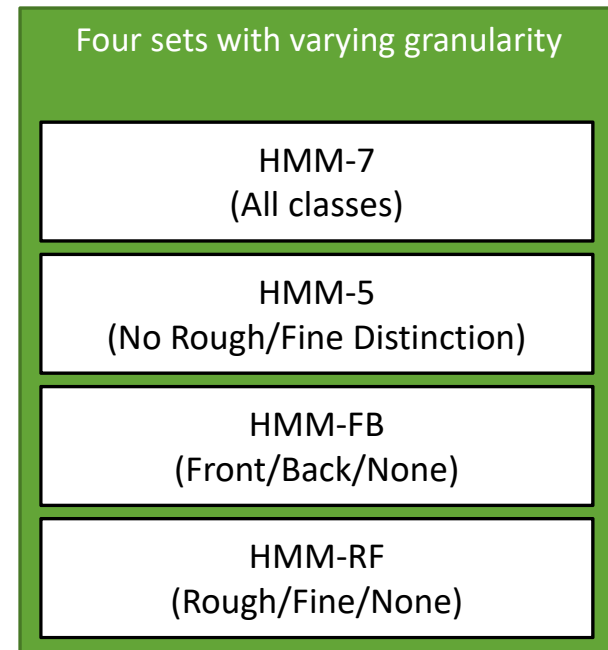 Four sets with varying granularity
HMM-7
(All classes)
HMM-5
(No Rough/Fine Distinction)
HMM-FB
(Front/Back/None)
HMM-RF
(Rough/Fine/None)